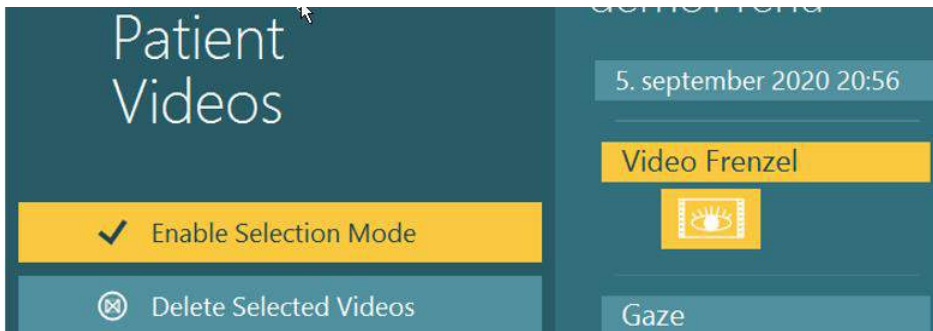 Patient
Videos
Enable Selection Mode
Delete Selected Videos
5. september 2020 20:56
Video Frenzel
Gaze